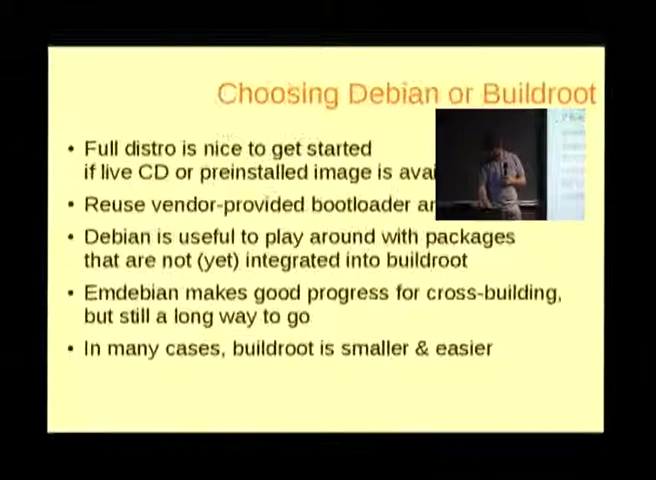 Choosing Debian or Buildroot
• Full distro is nice to get started
if live CD or preinstalled image is
• Reuse vendor-provided bootloader
• Debian is useful to play around with packages
that are not (yet) integrated into buildroot
• Emdebian makes good progress for cross-building,
but still a long way to go
• In many cases, buildroot is smaller & easier